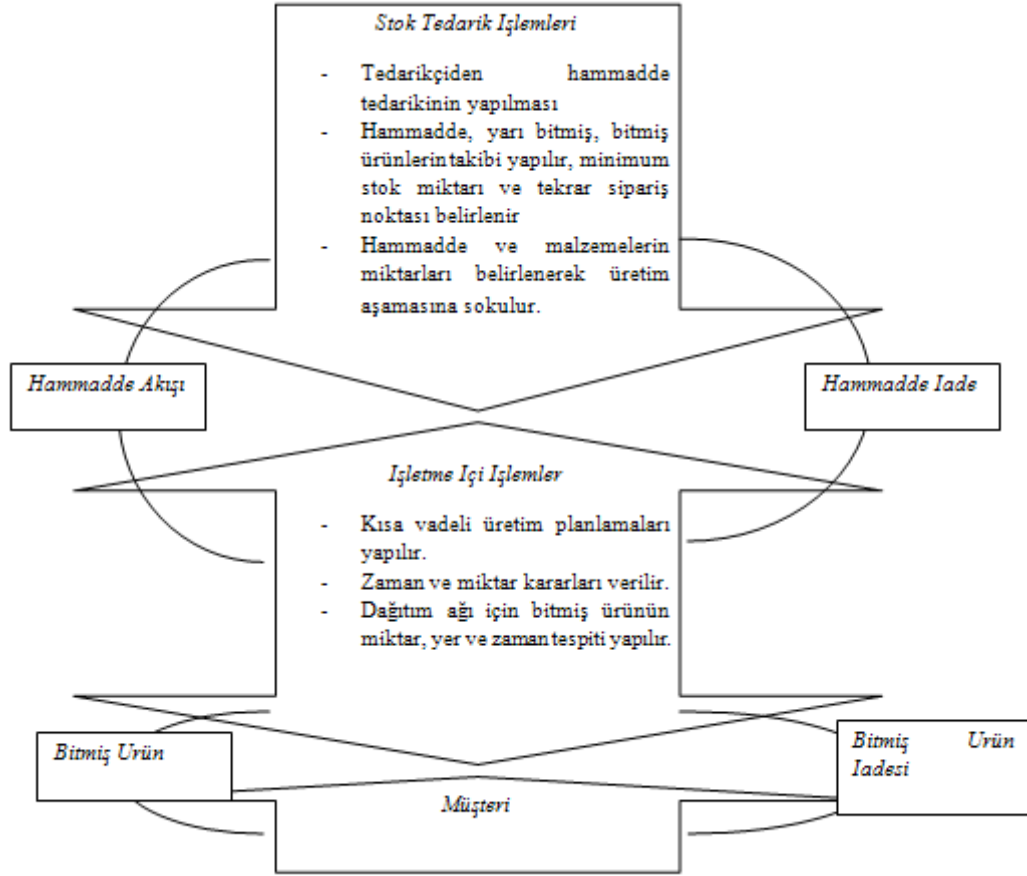 Stok Tedarik Işlemleri
- Tedarikçiden hammadde
tedarikinin yapılması
- Hammadde, yarı bitmiş, bitmiş
ürünlerin takibi yapılır, minimum
stok miktarı ve tekrar sipariş
noktası belirlenir
- Hammadde ve malzemelerin
miktarları belirlenerek üretim
aşamasına sokulur.
Hammadde Akışı
Hammadde Iade
Işletme Içi Işlemler
- Kısa vadeli üretim planlamaları
yapılır.
- Zaman ve miktar kararları verilir.
- Dağıtım ağı için bitmiş ürünün
miktar, yer ve zaman tespiti yapılır.
Bitmiş Urün
Bitmiş Urün
Iadesi
Müşteri